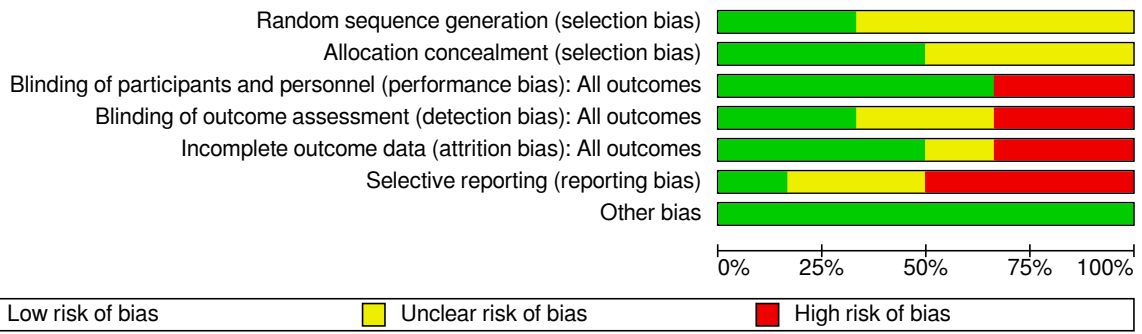 Random sequence generation (selection bias)
Allocation concealment (selection bias)
Blinding of participants and personnel (performance bias): All outcomes
Blinding of outcome assessment (detection bias): All outcomes
Incomplete outcome data (attrition bias): All outcomes
Selective reporting (reporting bias)
Other bias
0% 25% 50% 75% 100%
Low risk of bias Unclear risk of bias High risk of bias